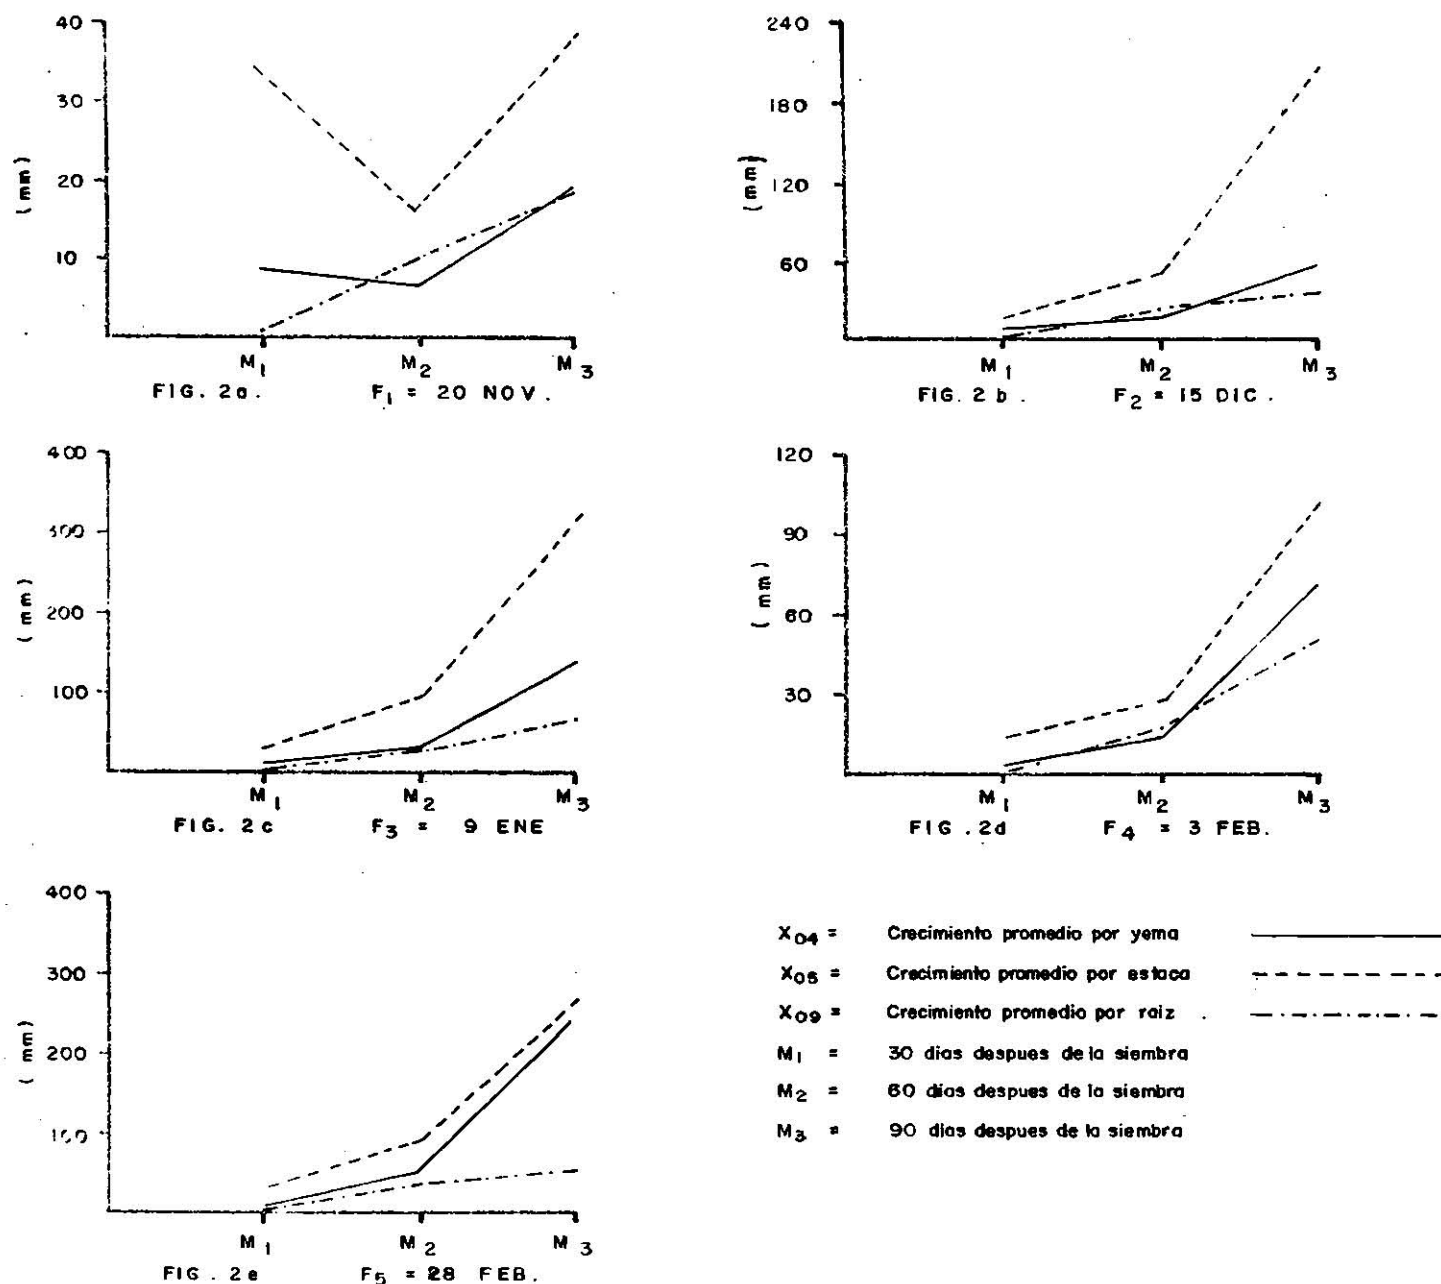 40
30
20
10
(mm)
M1 M2 M3
FIG. 2a. F1 = 20 NOV.
240
180
120
60
(mm)
M1 M2 M3
FIG. 2 b. F2 = 15 DIC.
400
300
200
100
(mm)
M1 M2 M3
FIG. 2c F3 = 9 ENE
120
90
60
30
(mm)
M1 M2 M3
FIG. 2d F4 = 3 FEB.
400
300
200
100
(mm)
M1 M2 M3
FIG. 2e F5 = 28 FEB.
X04 = Crecimiento promedio por yema
X05 = Crecimiento promedio por estaca
X09 = Crecimiento promedio por raiz
M1 = 30 dias despues de la siembra
M2 = 60 dias despues de la siembra
M3 = 90 dias despues de la siembra